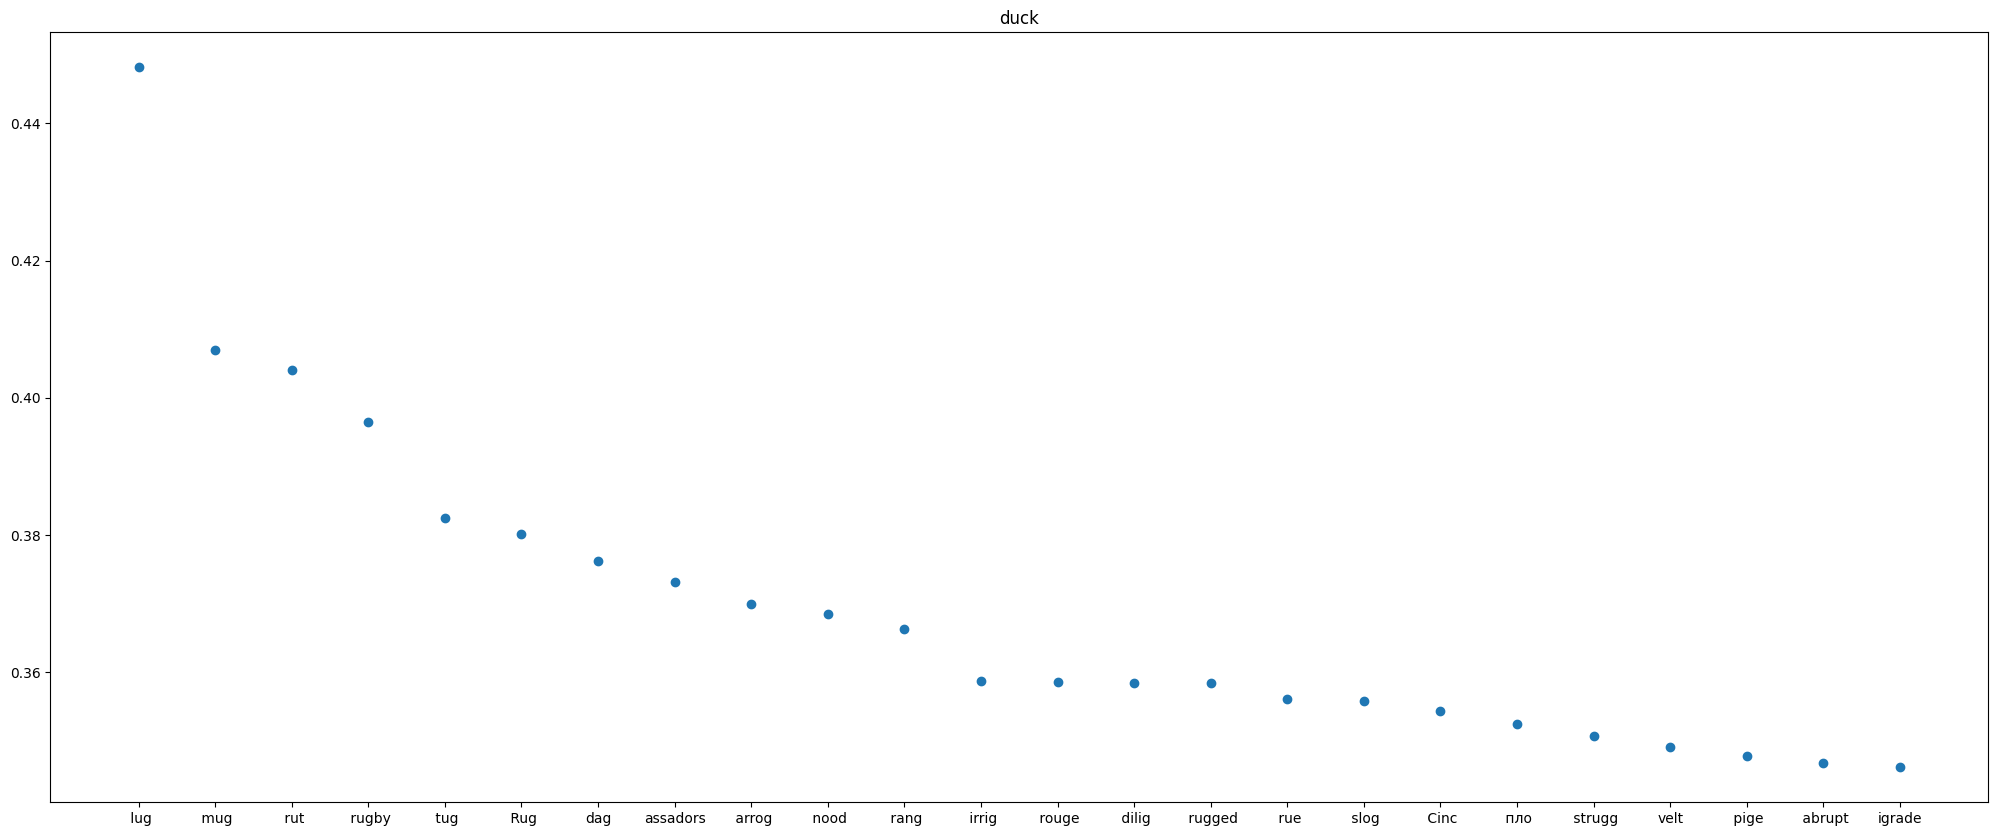 duck
0.44
0.42
0.40
0.38
0.36
lug mug rut rugby tug Rug dag assadors arrog nood rang irrig rouge dilig rugged rue slog Cinc пло strugg velt pige abrupt igrade